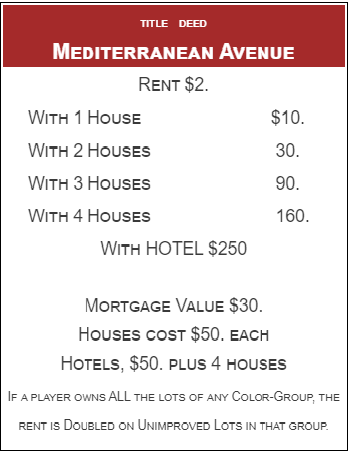 TITLE DEED
MEDITERRANEAN AVENUE
RENT $2.
WITH 1 HOUSE $10.
WITH 2 HOUSES 30.
WITH 3 HOUSES 90.
WITH 4 HOUSES 160.
WITH HOTEL $250
MORTGAGE VALUE $30.
HOUSES COST $50. EACH
HOTELS, $50. PLUS 4 HOUSES
IF A PLAYER OWNS ALL THE LOTS OF ANY COLOR-GROUP, THE
RENT IS DOUBLED ON UNIMPROVED LOTS IN THAT GROUP.